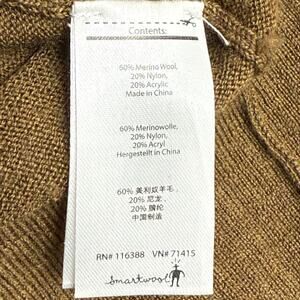 Contents:
60% Merino Wool,
20% Nylon,
20% Acrylic
Made in China
60% Merinowolle,
20% Nylon,
20% Acryl
Hergestellt in China
60% 美利奴羊毛,
20% 尼龙,
20% 腈纶
中国制造
RN# 116388 VN# 71415
smartwool